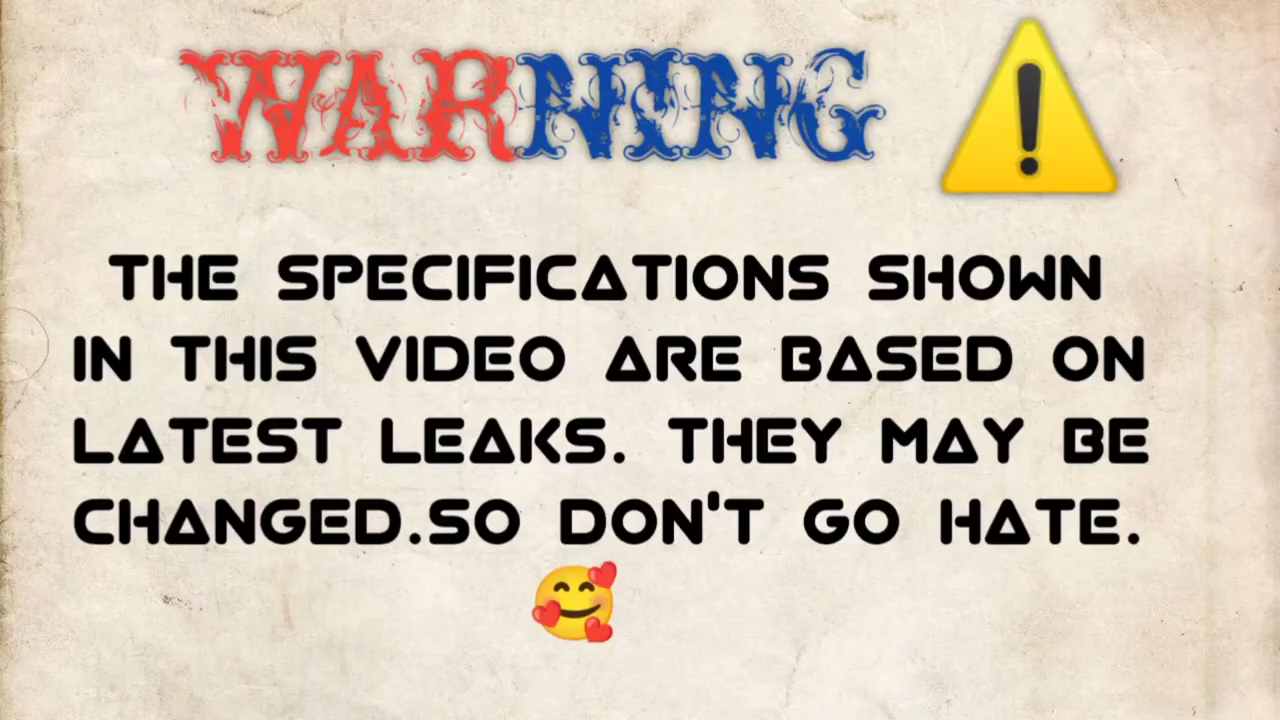 WARNING ⚠️
THE SPECIFICATIONS SHOWN
IN THIS VIDEO ARE BASED ON
LATEST LEAKS. THEY MAY BE
CHANGED.SO DON'T GO HATE.
🥰